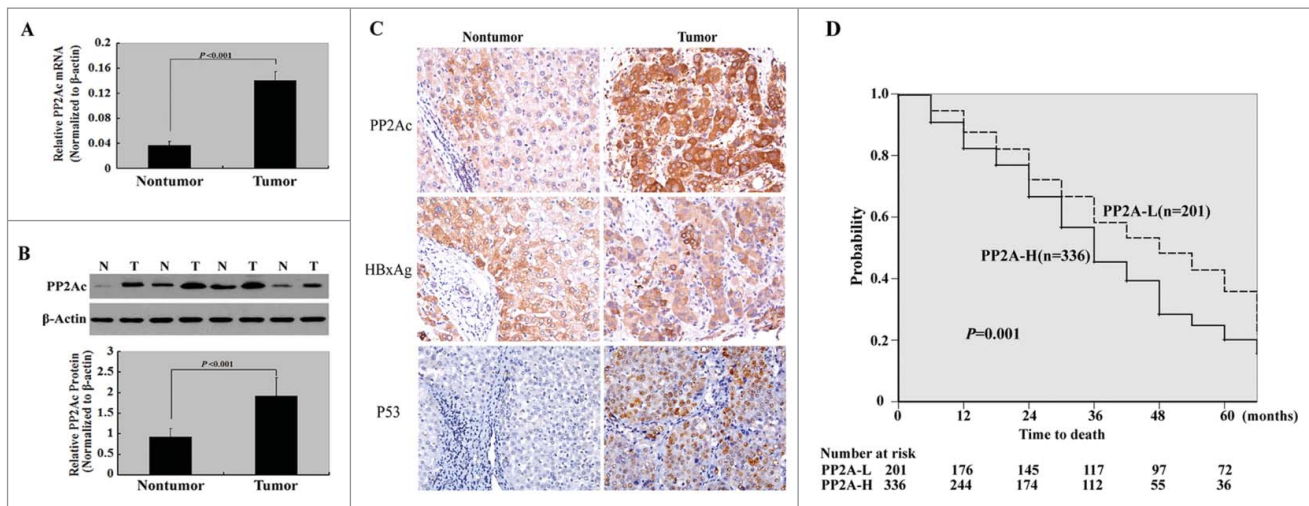 A
Relative PP2Ac mRNA
(Normalized to β-actin)
0.2
0.16
0.12
0.08
0.04
0
P<0.001
Nontumor Tumor
B
N T N T N T N T
PP2Ac
β-Actin
Relative PP2Ac Protein
(Normalized to β-actin)
3
2.5
2
1.5
1
0.5
0
P<0.001
Nontumor Tumor
C
Nontumor Tumor
PP2Ac
HBxAg
P53
D
Probability
1.0
0.8
0.6
0.4
0.2
0
PP2A-L(n=201)
PP2A-H(n=336)
P=0.001
0 12 24 36 48 60 (months)
Time to death
Number at risk
PP2A-L 201 176 145 117 97 72
PP2A-H 336 244 174 112 55 36